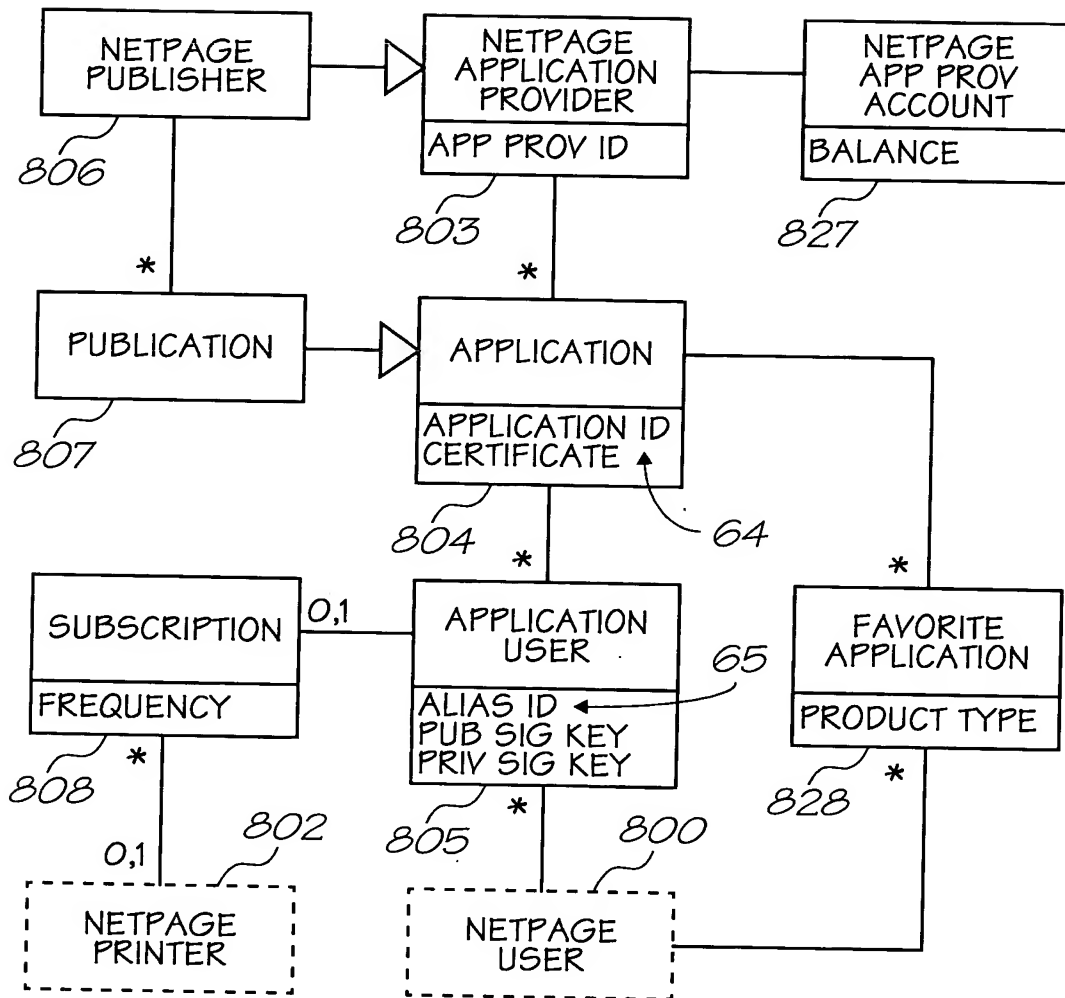 NETPAGE
PUBLISHER
806
NETPAGE
APPLICATION
PROVIDER
APP PROV ID
803
NETPAGE
APP PROV
ACCOUNT
BALANCE
827
*
*
PUBLICATION
807
APPLICATION
APPLICATION ID
CERTIFICATE
804
64
*
*
SUBSCRIPTION
FREQUENCY
808
*
0,1
APPLICATION
USER
ALIAS ID
PUB SIG KEY
PRIV SIG KEY
805
*
65
FAVORITE
APPLICATION
PRODUCT TYPE
828
*
802
0,1
NETPAGE
PRINTER
800
NETPAGE
USER